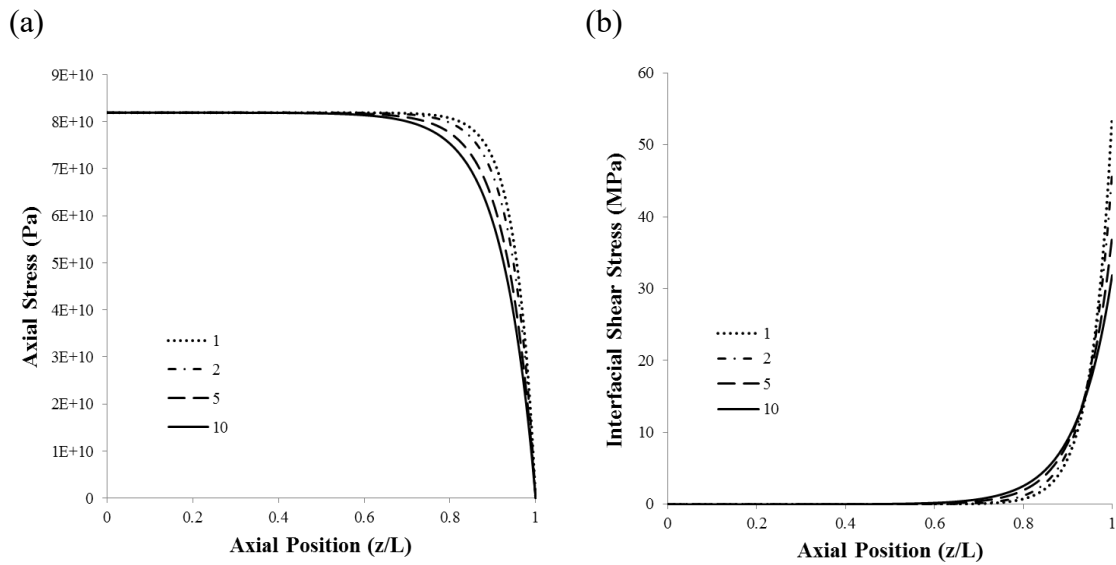 (a)
9E+10
8E+10
7E+10
6E+10
5E+10
4E+10
3E+10
2E+10
1E+10
0
Axial Stress (Pa)
1
2
5
10
0
0.2
0.4
0.6
0.8
1
Axial Position (z/L)
(b)
60
50
40
30
20
10
0
Interfacial Shear Stress (MPa)
1
2
5
10
0
0.2
0.4
0.6
0.8
1
Axial Position (z/L)